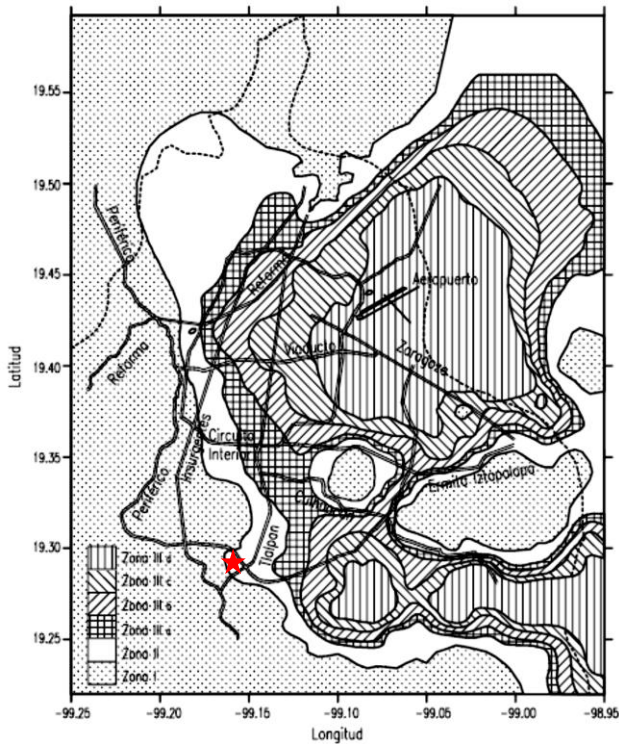 19.55
19.50
19.45
19.40
19.35
19.30
19.25
Latitud
Periférico
Reforma
Reforma
Aeropuerto
Viaducto
Zaragoza
Insurgentes
Circuito
Interior
Ermita Iztapalapa
Periférico
Tlalpan
Zona III d
Zona III c
Zona III b
Zona III a
Zona II
Zona I
-99.25 -99.20 -99.15 -99.10 -99.05 -99.00 -98.95
Longitud